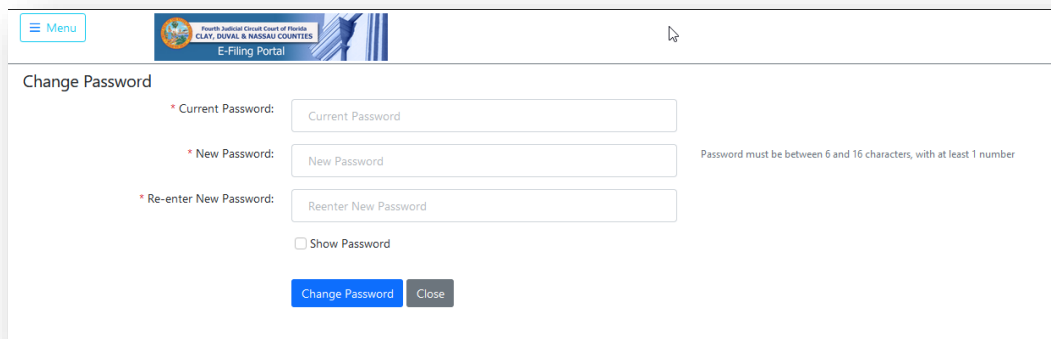 ☰ Menu
Fourth Judicial Circuit Court of Florida
CLAY, DUVAL & NASSAU COUNTIES
E-Filing Portal
Change Password
* Current Password:
Current Password
* New Password:
New Password
Password must be between 6 and 16 characters, with at least 1 number
* Re-enter New Password:
Reenter New Password
Show Password
Change Password
Close